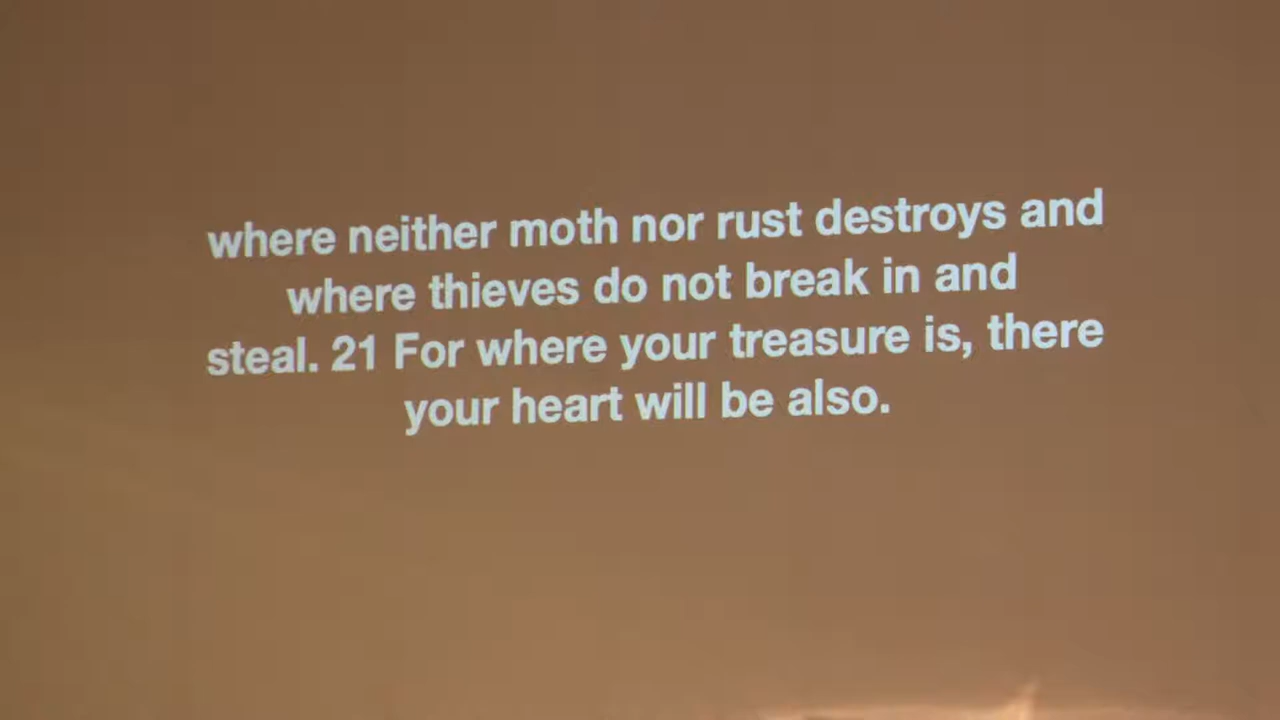 where neither moth nor rust destroys and
where thieves do not break in and
steal. 21 For where your treasure is, there
your heart will be also.